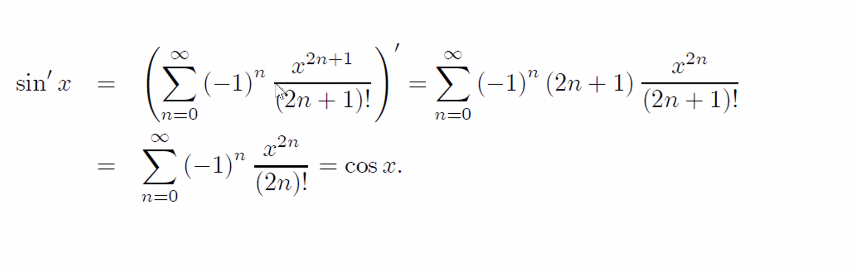 sin′ x = (∑_{n=0}^{∞} (−1)^n x^{2n+1}/(2n + 1)!)′ = ∑_{n=0}^{∞} (−1)^n (2n + 1) x^{2n}/(2n + 1)!
= ∑_{n=0}^{∞} (−1)^n x^{2n}/(2n)! = cos x.